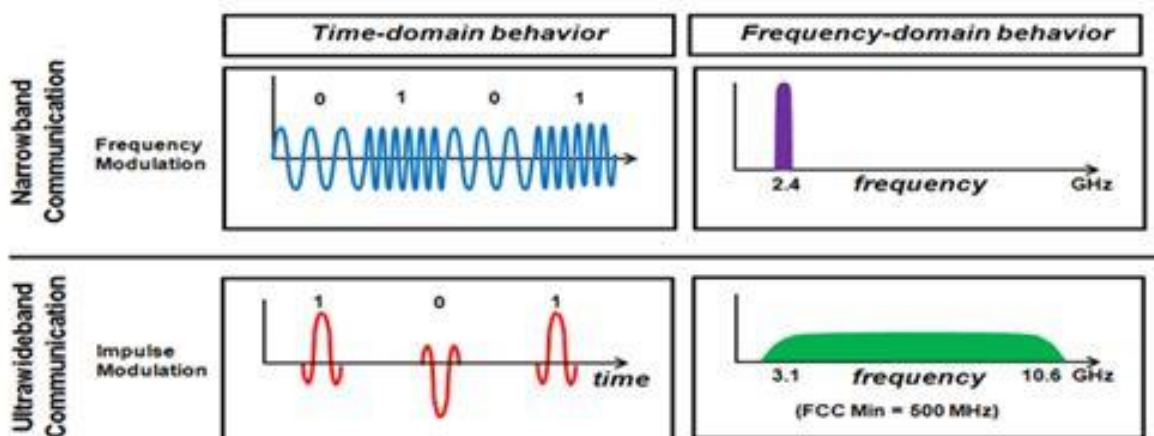 Time-domain behavior
Frequency-domain behavior
Narrowband
Communication
Frequency
Modulation
0 1 0 1
2.4 frequency GHz
Ultrawideband
Communication
Impulse
Modulation
1 0 1
time
3.1 frequency 10.6 GHz
(FCC Min = 500 MHz)